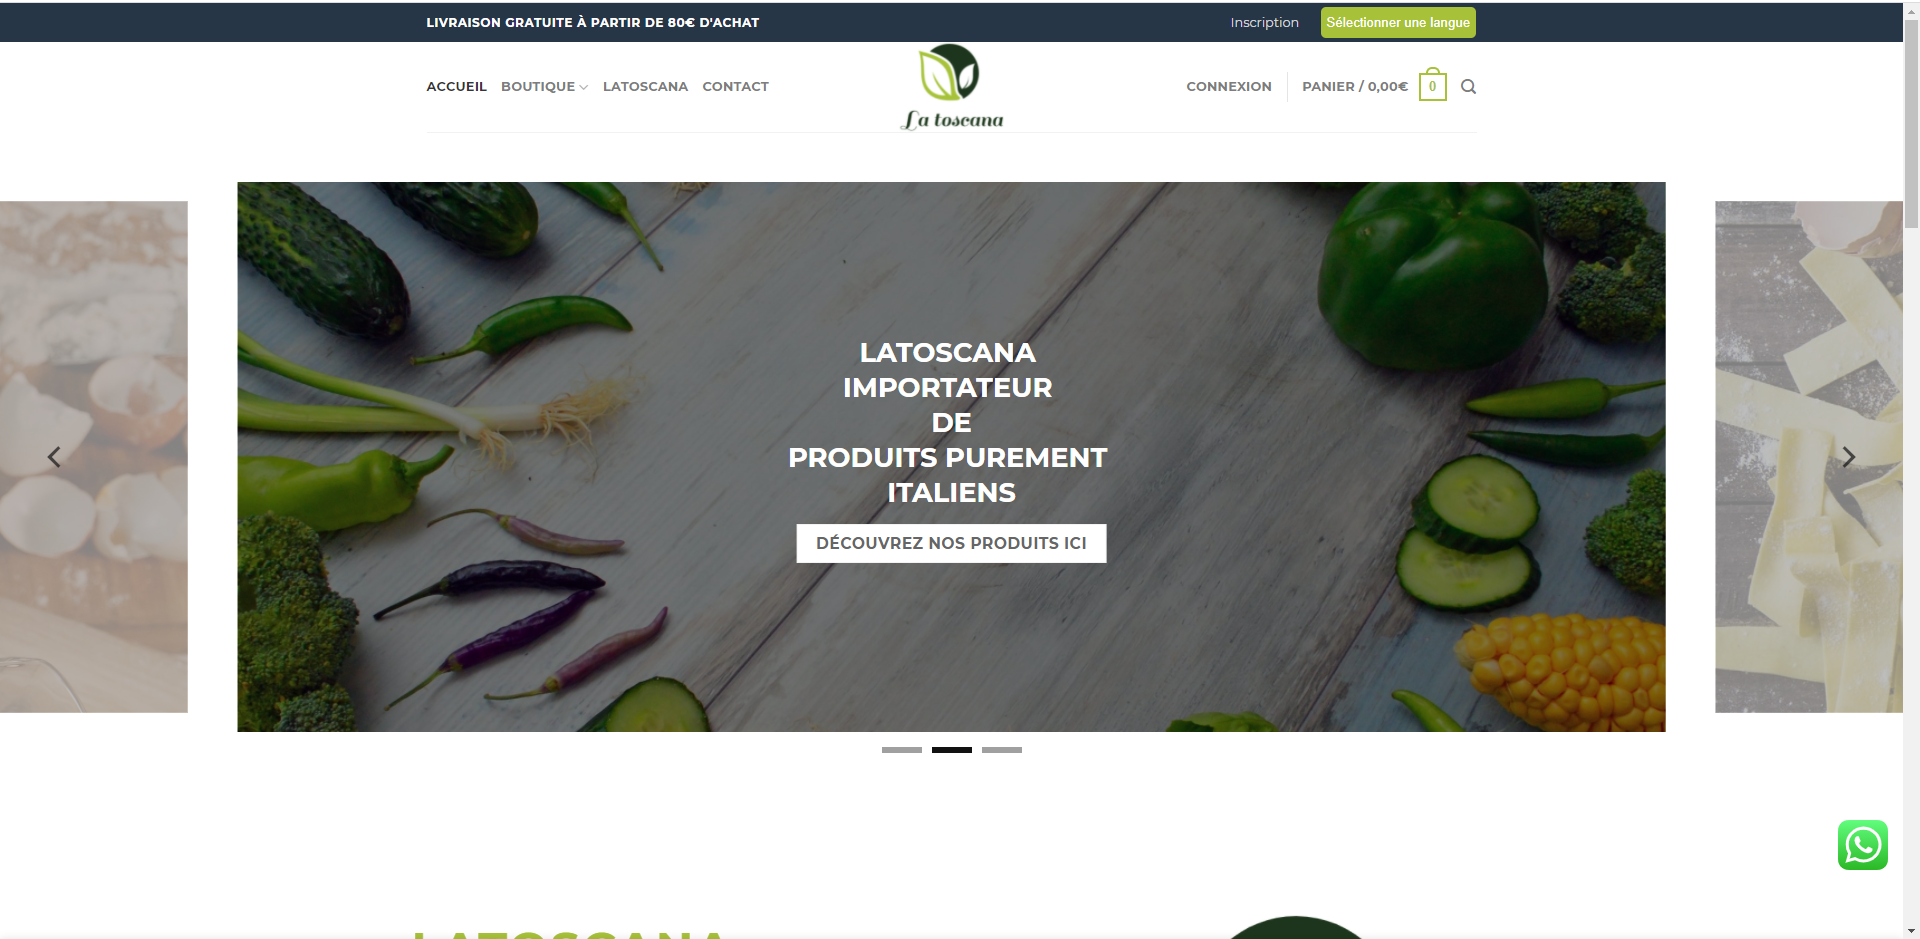 LIVRAISON GRATUITE À PARTIR DE 80€ D'ACHAT
Inscription
Sélectionner une langue
ACCUEIL
BOUTIQUE
LATOSCANA
CONTACT
La toscana
CONNEXION
PANIER / 0,00€
0
LATOSCANA
IMPORTATEUR
DE
PRODUITS PUREMENT
ITALIENS
DÉCOUVREZ NOS PRODUITS ICI
LATOSCANA